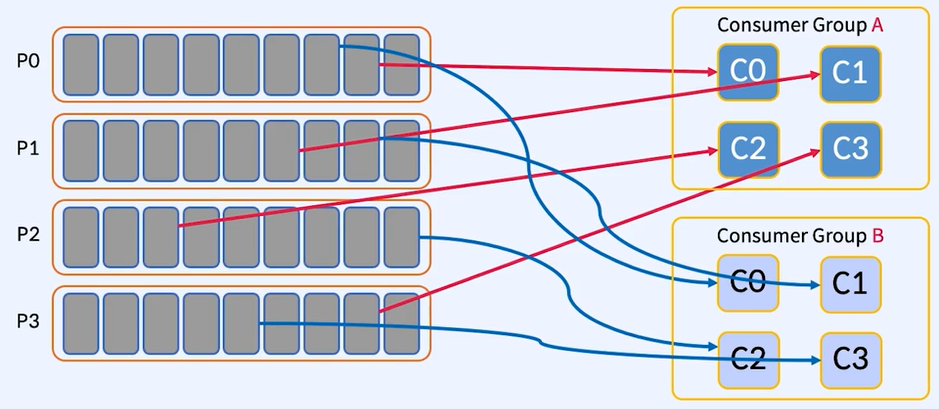 P0
P1
P2
P3
Consumer Group A
C0 C1
C2 C3
Consumer Group B
C0 C1
C2 C3